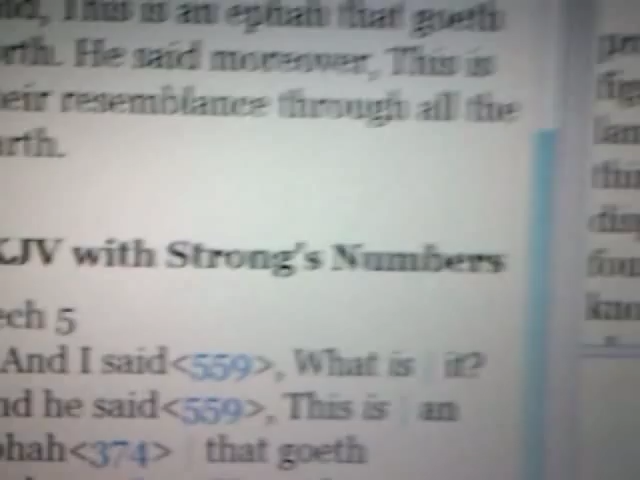 This is an ephah that goeth
rth. He said moreover, This is
eir resemblance through all the
rth.
KJV with Strong's Numbers
ech 5
And I said<559>, What is it?
nd he said<559>, This is an
phah<374> that goeth